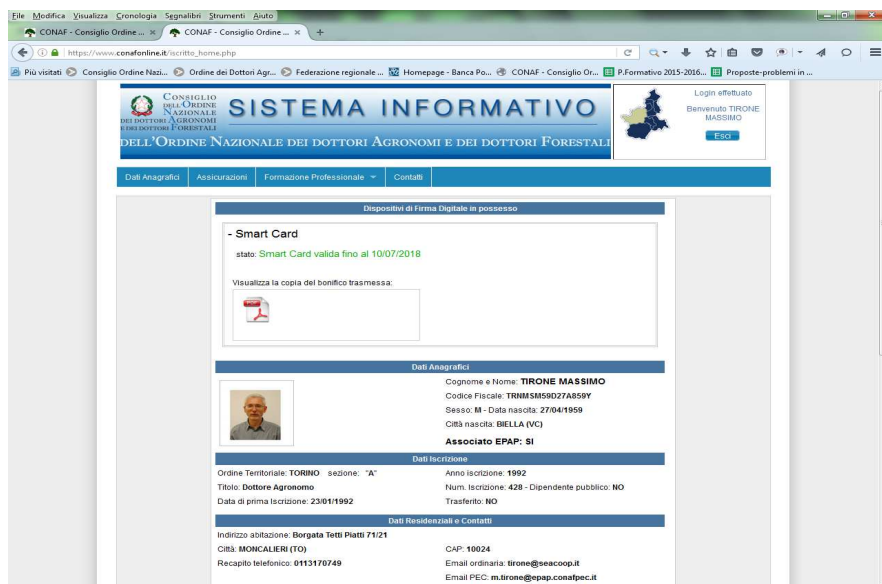 File Modifica Visualizza Cronologia Segnalibri Strumenti Aiuto
CONAF - Consiglio Ordine ... × CONAF - Consiglio Ordine ... × +
https://www.conafonline.it/iscritto_home.php
Più visitati Consiglio Ordine Nazi... Ordine dei Dottori Agr... Federazione regionale ... Homepage - Banca Po... CONAF - Consiglio Or... P.Formativo 2015-2016... Proposte-problemi in ...
CONSIGLIO
DELL'ORDINE
NAZIONALE
DEI DOTTORI AGRONOMI
E DEI DOTTORI FORESTALI
SISTEMA INFORMATIVO
DELL'ORDINE NAZIONALE DEI DOTTORI AGRONOMI E DEI DOTTORI FORESTALI
Login effettuato
Benvenuto TIRONE
MASSIMO
Esci
Dati Anagrafici Assicurazioni Formazione Professionale Contatti
Dispositivi di Firma Digitale in possesso
- Smart Card
stato: Smart Card valida fino al 10/07/2018
Visualizza la copia del bonifico trasmessa:
Dati Anagrafici
Cognome e Nome: TIRONE MASSIMO
Codice Fiscale: TRNMSM59D27A859Y
Sesso: M - Data nascita: 27/04/1959
Città nascita: BIELLA (VC)
Associato EPAP: SI
Dati Iscrizione
Ordine Territoriale: TORINO sezione: "A" Anno iscrizione: 1992
Titolo: Dottore Agronomo Num. Iscrizione: 428 - Dipendente pubblico: NO
Data di prima Iscrizione: 23/01/1992 Trasferito: NO
Dati Residenziali e Contatti
Indirizzo abitazione: Borgata Tetti Piatti 71/21
Città: MONCALIERI (TO) CAP: 10024
Recapito telefonico: 0113170749 Email ordinaria: tirone@seacoop.it
Email PEC: m.tirone@epap.conafpec.it